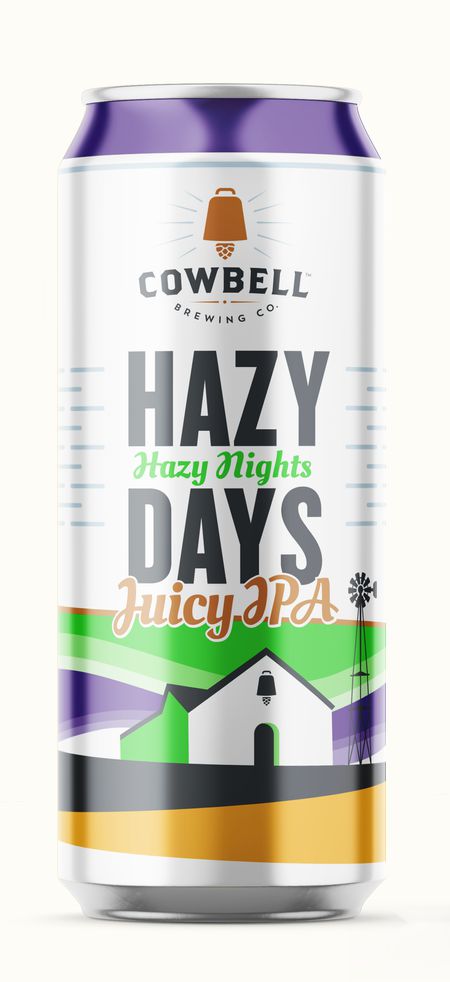 COWBELL™
BREWING CO.
HAZY
Hazy Nights
DAYS
Juicy IPA